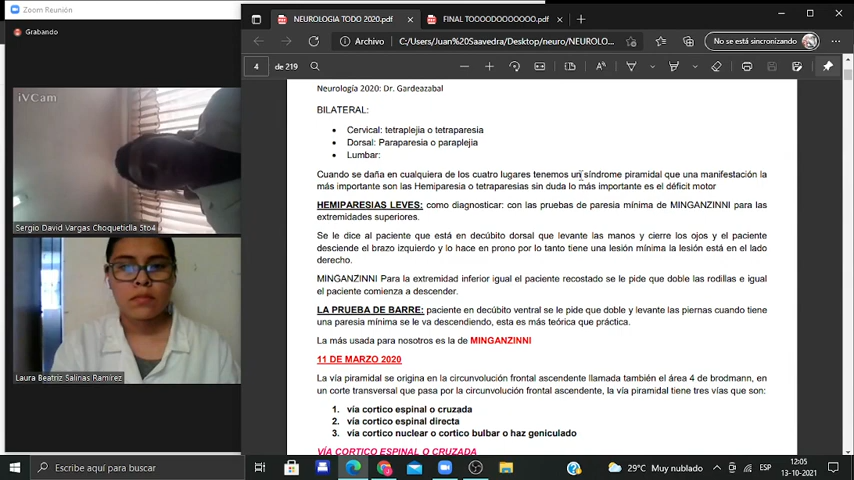 Zoom Reunión
Grabando
iVCam
Sergio David Vargas Choqueticlla 5to4
Laura Beatriz Salinas Ramirez
NEUROLOGIA TODO 2020.pdf
FINAL TOOOODOOOOOOO.pdf
Archivo
C:/Users/Juan%20Saavedra/Desktop/neuro/NEUROLO...
No se está sincronizando
4 de 219
Neurología 2020: Dr. Gardeazabal
BILATERAL:
Cervical: tetraplejia o tetraparesia
Dorsal: Paraparesia o paraplejia
Lumbar:
Cuando se daña en cualquiera de los cuatro lugares tenemos un síndrome piramidal que una manifestación la
más importante son las Hemiparesia o tetraparesias sin duda lo más importante es el déficit motor
HEMIPARESIAS LEVES: como diagnosticar: con las pruebas de paresia mínima de MINGANZINNI para las
extremidades superiores.
Se le dice al paciente que está en decúbito dorsal que levante las manos y cierre los ojos y el paciente
desciende el brazo izquierdo y lo hace en prono por lo tanto tiene una lesión mínima la lesión está en el lado
derecho.
MINGANZINNI Para la extremidad inferior igual el paciente recostado se le pide que doble las rodillas e igual
el paciente comienza a descender.
LA PRUEBA DE BARRE: paciente en decúbito ventral se le pide que doble y levante las piernas cuando tiene
una paresia mínima se le va descendiendo, esta es más teórica que práctica.
La más usada para nosotros es la de MINGANZINNI
11 DE MARZO 2020
La vía piramidal se origina en la circunvolución frontal ascendente llamada también el área 4 de brodmann, en
un corte transversal que pasa por la circunvolución frontal ascendente, la vía piramidal tiene tres vías que son:
1. vía cortico espinal o cruzada
2. vía cortico espinal directa
3. vía cortico nuclear o cortico bulbar o haz geniculado
VÍA CORTICO ESPINAL O CRUZADA
Escribe aquí para buscar
29°C Muy nublado
ESP
12:05
13-10-2021